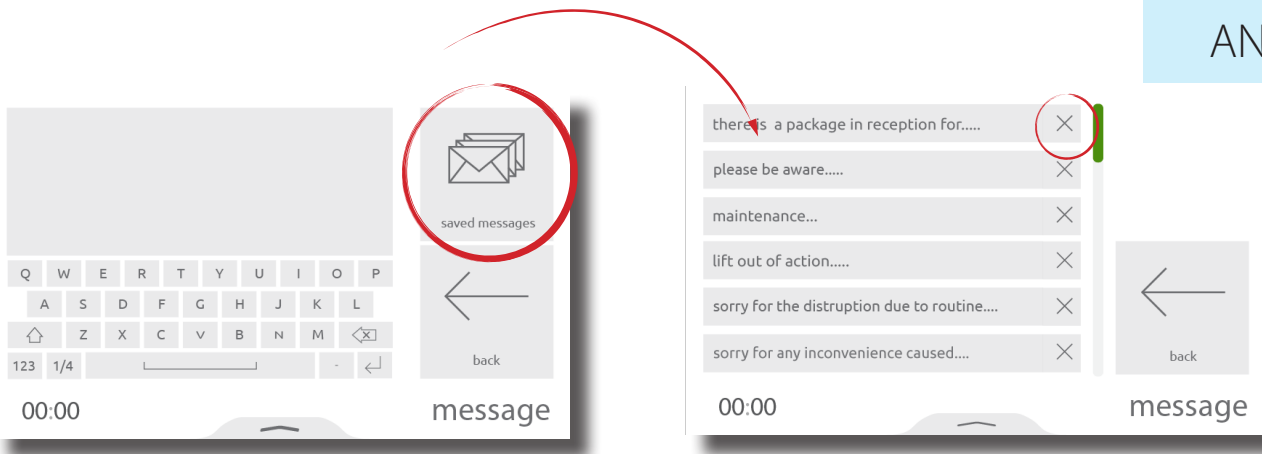 AN
saved messages
Q W E R T Y U I O P
A S D F G H J K L
Z X C V B N M
123 1/4 -
back
00:00
message
there is a package in reception for.....
please be aware.....
maintenance...
lift out of action.....
sorry for the distruption due to routine....
sorry for any inconvenience caused....
back
00:00
message